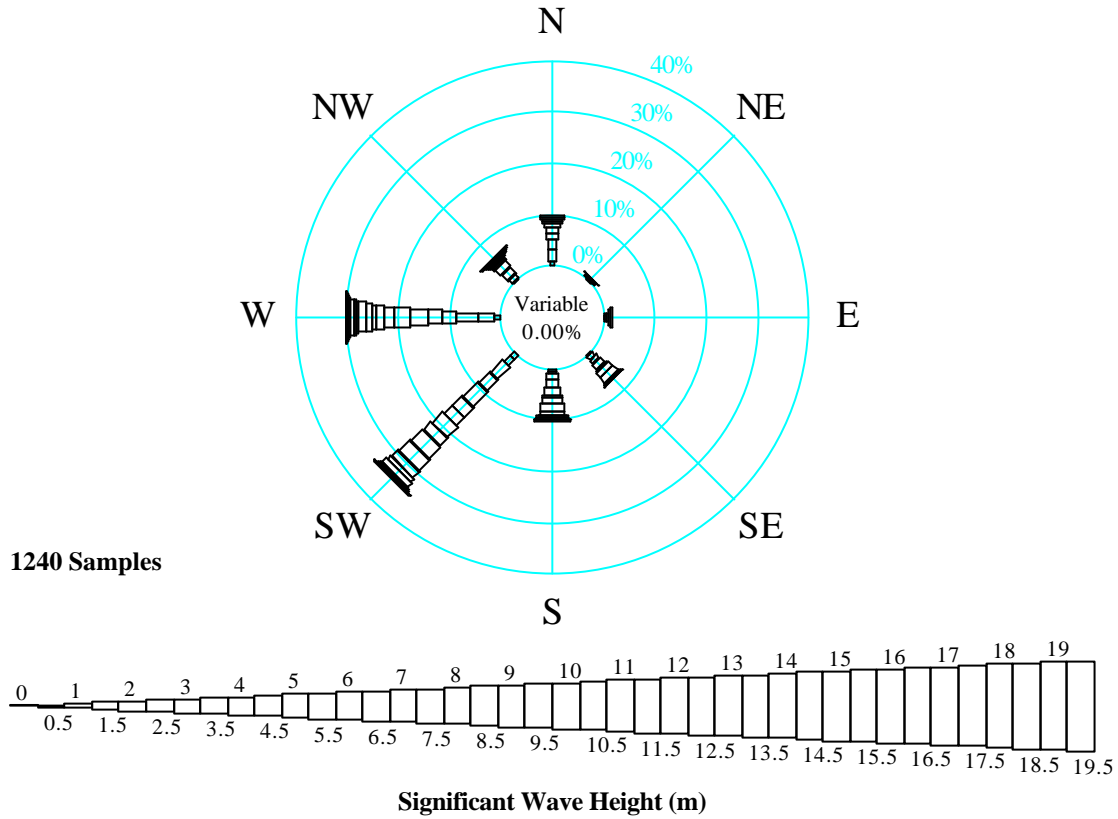 N
40%
NW
NE
30%
20%
10%
0%
Variable
0.00%
W
E
SW
SE
1240 Samples
S
0 1 2 3 4 5 6 7 8 9 10 11 12 13 14 15 16 17 18 19
0.5 1.5 2.5 3.5 4.5 5.5 6.5 7.5 8.5 9.5 10.5 11.5 12.5 13.5 14.5 15.5 16.5 17.5 18.5 19.5
Significant Wave Height (m)